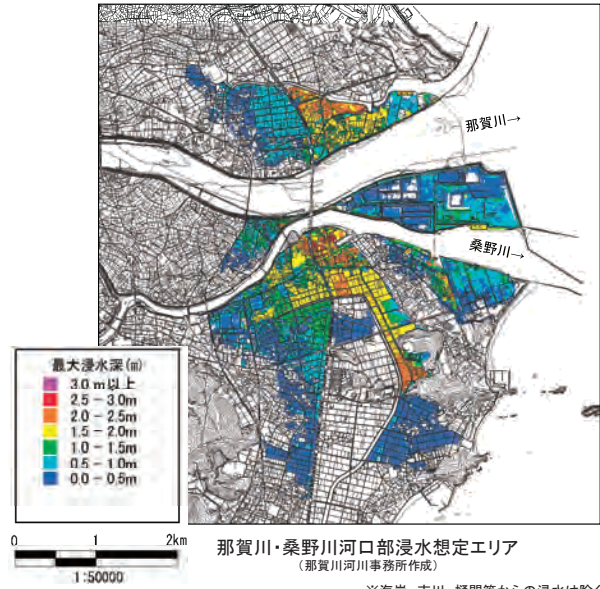 那賀川→
桑野川→
最大浸水深(m)
3.0 m以上
2.5 - 3.0m
2.0 - 2.5m
1.5 - 2.0m
1.0 - 1.5m
0.5 - 1.0m
0.0 - 0.5m
0 1 2km
1:50000
那賀川・桑野川河口部浸水想定エリア
(那賀川河川事務所作成)